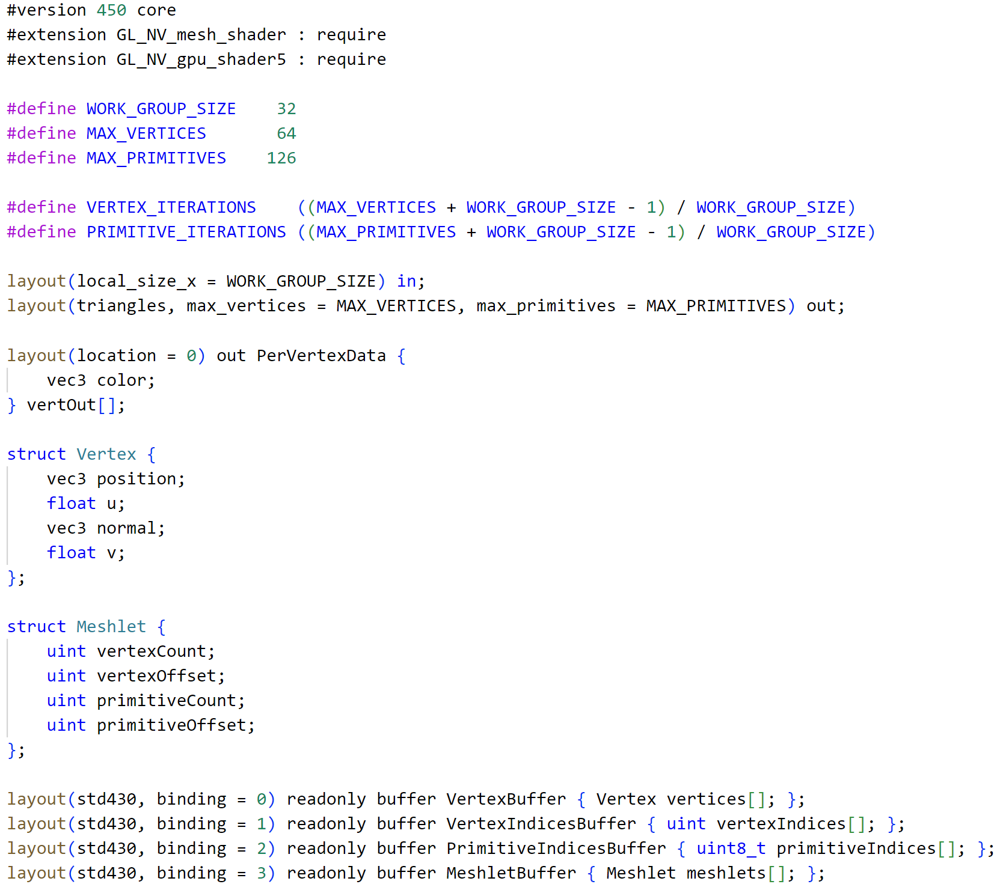 #version 450 core
#extension GL_NV_mesh_shader : require
#extension GL_NV_gpu_shader5 : require

#define WORK_GROUP_SIZE    32
#define MAX_VERTICES       64
#define MAX_PRIMITIVES    126

#define VERTEX_ITERATIONS    ((MAX_VERTICES + WORK_GROUP_SIZE - 1) / WORK_GROUP_SIZE)
#define PRIMITIVE_ITERATIONS ((MAX_PRIMITIVES + WORK_GROUP_SIZE - 1) / WORK_GROUP_SIZE)

layout(local_size_x = WORK_GROUP_SIZE) in;
layout(triangles, max_vertices = MAX_VERTICES, max_primitives = MAX_PRIMITIVES) out;

layout(location = 0) out PerVertexData {
    vec3 color;
} vertOut[];

struct Vertex {
    vec3 position;
    float u;
    vec3 normal;
    float v;
};

struct Meshlet {
    uint vertexCount;
    uint vertexOffset;
    uint primitiveCount;
    uint primitiveOffset;
};

layout(std430, binding = 0) readonly buffer VertexBuffer { Vertex vertices[]; };
layout(std430, binding = 1) readonly buffer VertexIndicesBuffer { uint vertexIndices[]; };
layout(std430, binding = 2) readonly buffer PrimitiveIndicesBuffer { uint8_t primitiveIndices[]; };
layout(std430, binding = 3) readonly buffer MeshletBuffer { Meshlet meshlets[]; };